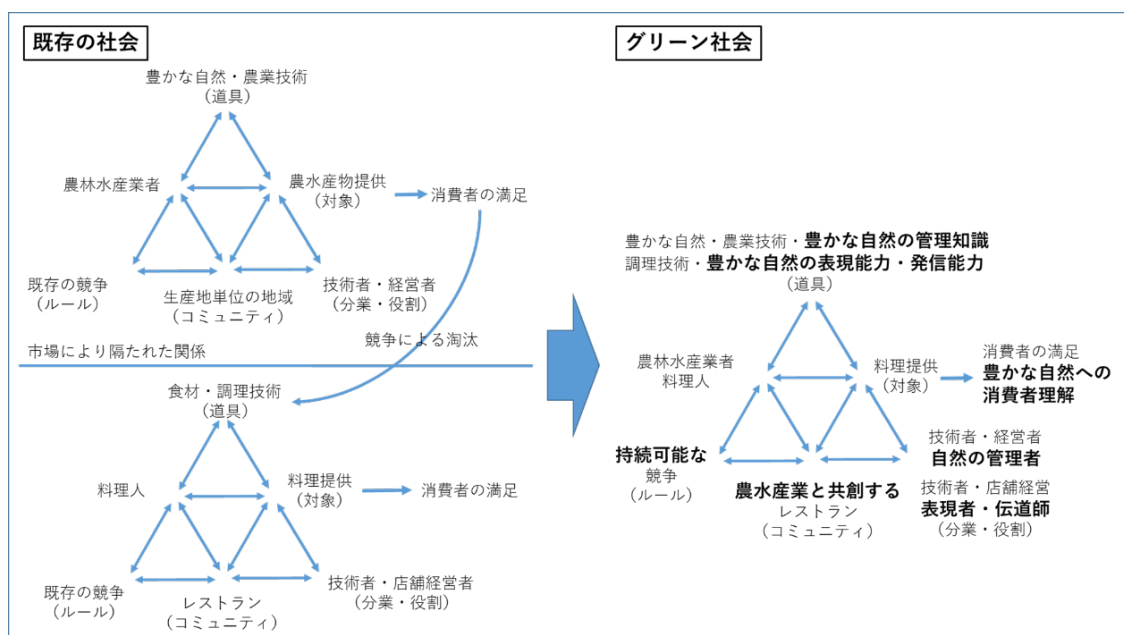 既存の社会
豊かな自然・農業技術
（道具）
農林水産業者
農水産物提供
（対象）
消費者の満足
既存の競争
（ルール）
生産地単位の地域
（コミュニティ）
技術者・経営者
（分業・役割）
競争による淘汰
市場により隔たれた関係
食材・調理技術
（道具）
料理人
料理提供
（対象）
消費者の満足
既存の競争
（ルール）
レストラン
（コミュニティ）
技術者・店舗経営者
（分業・役割）
グリーン社会
豊かな自然・農業技術・豊かな自然の管理知識
調理技術・豊かな自然の表現能力・発信能力
（道具）
農林水産業者
料理人
料理提供
（対象）
消費者の満足
豊かな自然への
消費者理解
持続可能な
競争
（ルール）
農水産業と共創する
レストラン
（コミュニティ）
技術者・経営者
自然の管理者
技術者・店舗経営
表現者・伝道師
（分業・役割）